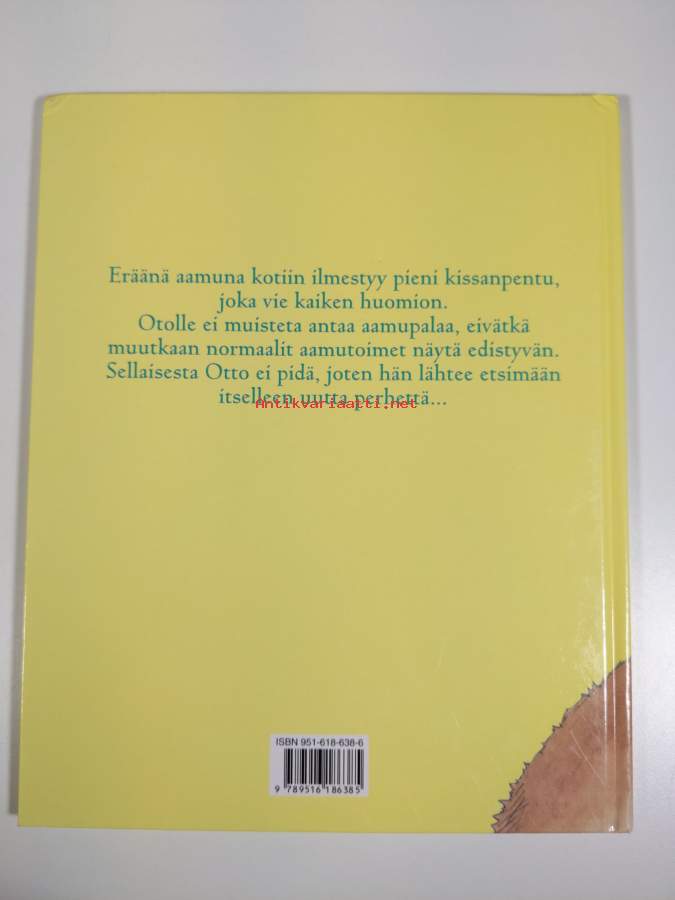 Eräänä aamuna kotiin ilmestyy pieni kissanpentu,
joka vie kaiken huomion.
Otolle ei muisteta antaa aamupalaa, eivätkä
muutkaan normaalit aamutoimet näytä edistyvän.
Sellaisesta Otto ei pidä, joten hän lähtee etsimään
itselleen uutta perhettä...
Antikvariaatti.net
ISBN 951-618-638-6
9 789516 186385